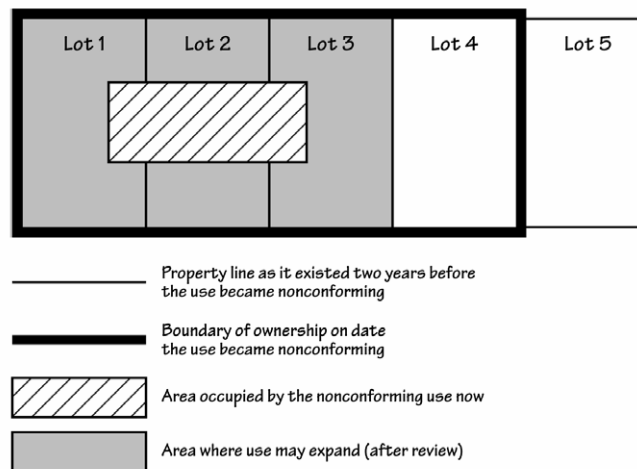 Lot 1 Lot 2 Lot 3 Lot 4 Lot 5
Property line as it existed two years before
the use became nonconforming
Boundary of ownership on date
the use became nonconforming
Area occupied by the nonconforming use now
Area where use may expand (after review)